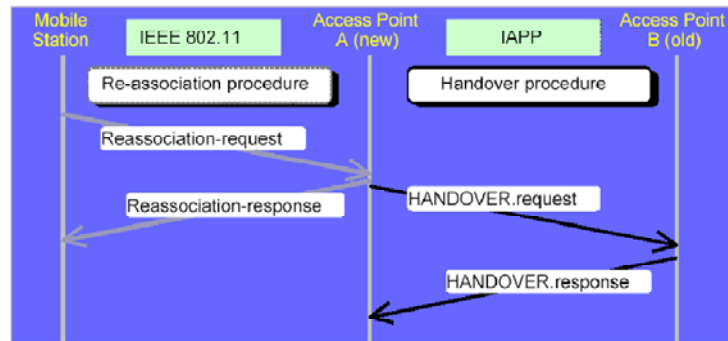 Mobile
Station
IEEE 802.11
Access Point
A (new)
IAPP
Access Point
B (old)
Re-association procedure
Handover procedure
Reassociation-request
Reassociation-response
HANDOVER.request
HANDOVER.response